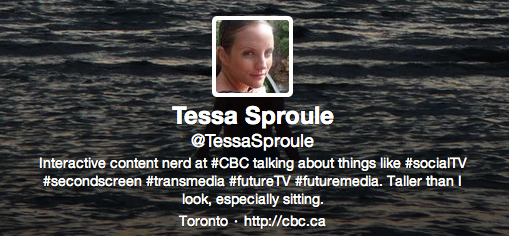 Tessa Sproule
@TessaSproule
Interactive content nerd at #CBC talking about things like #socialTV
#secondscreen #transmedia #futureTV #futuremedia. Taller than I
look, especially sitting.
Toronto · http://cbc.ca